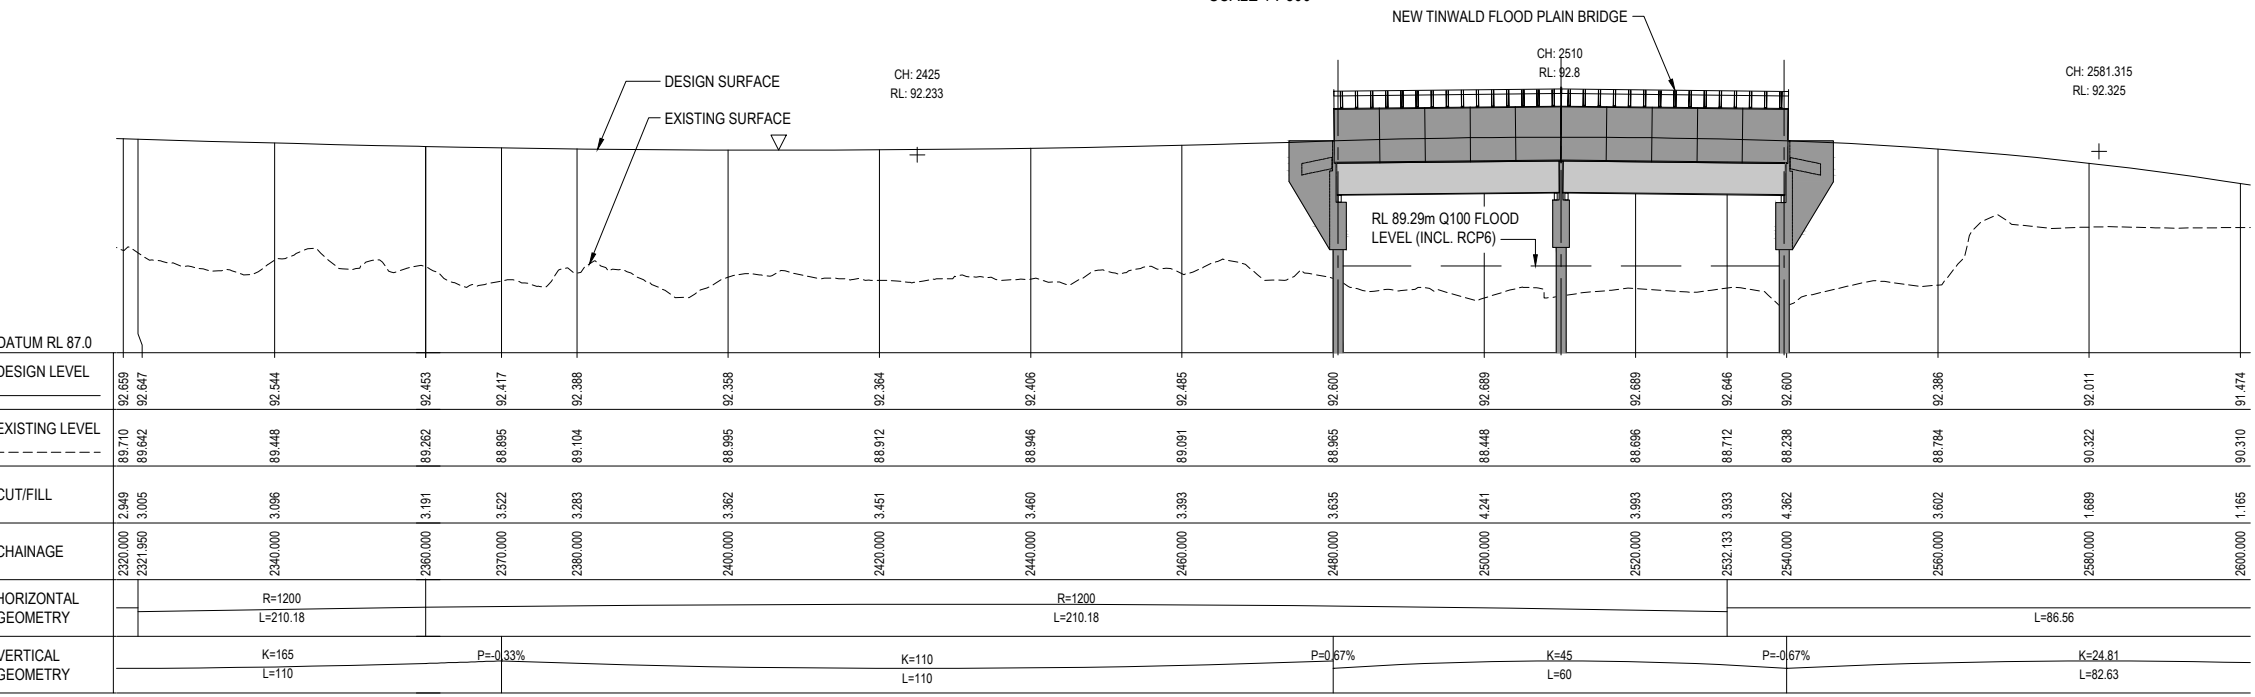 NEW TINWALD FLOOD PLAIN BRIDGE
CH: 2510
RL: 92.8
CH: 2425
RL: 92.233
CH: 2581.315
RL: 92.325
DESIGN SURFACE
EXISTING SURFACE
RL 89.29m Q100 FLOOD
LEVEL (INCL. RCP6)
DATUM RL 87.0
DESIGN LEVEL 92.659 92.647 92.544 92.453 92.417 92.388 92.358 92.364 92.406 92.485 92.600 92.689 92.689 92.646 92.600 92.386 92.011 91.474
EXISTING LEVEL 89.710 89.642 89.448 89.262 88.895 89.104 88.995 88.912 88.946 89.091 88.965 88.448 88.696 88.712 88.238 88.784 90.322 90.310
CUT/FILL 2.949 3.005 3.096 3.191 3.522 3.283 3.362 3.451 3.460 3.393 3.635 4.241 3.993 3.933 4.362 3.602 1.689 1.165
CHAINAGE 2320.000 2321.950 2340.000 2360.000 2370.000 2380.000 2400.000 2420.000 2440.000 2460.000 2480.000 2500.000 2520.000 2532.133 2540.000 2560.000 2580.000 2600.000
HORIZONTAL
GEOMETRY
R=1200
L=210.18
R=1200
L=210.18
L=86.56
VERTICAL
GEOMETRY
K=165
L=110
P=-0.33%
K=110
L=110
P=0.67%
K=45
L=60
P=-0.67%
K=24.81
L=82.63